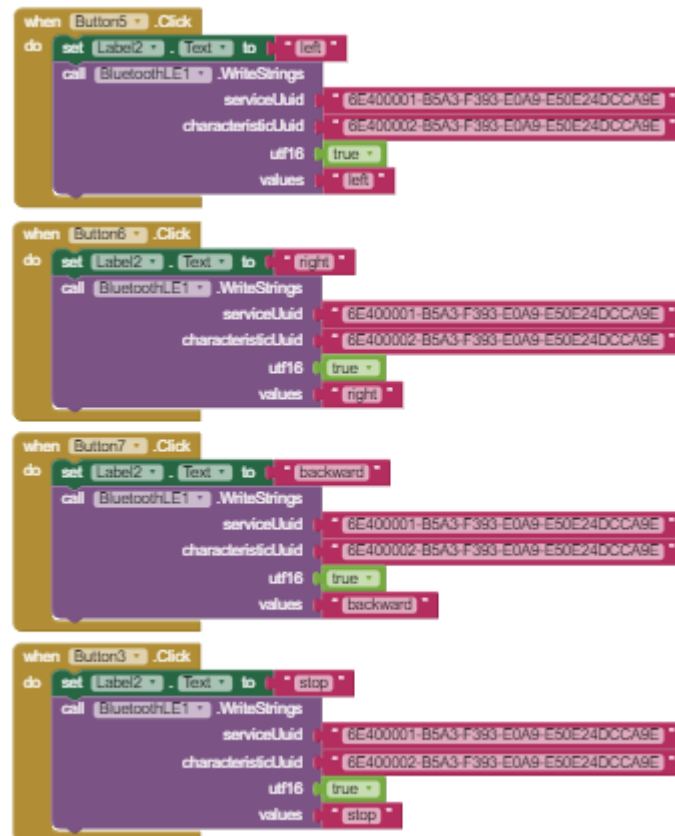 when Button5 .Click
do set Label2 . Text to " left "
call BluetoothLE1 .WriteStrings
serviceUuid " 6E400001-B5A3-F393-E0A9-E50E24DCCA9E "
characteristicUuid " 6E400002-B5A3-F393-E0A9-E50E24DCCA9E "
utf16 true
values " left "
when Button6 .Click
do set Label2 . Text to " right "
call BluetoothLE1 .WriteStrings
serviceUuid " 6E400001-B5A3-F393-E0A9-E50E24DCCA9E "
characteristicUuid " 6E400002-B5A3-F393-E0A9-E50E24DCCA9E "
utf16 true
values " right "
when Button7 .Click
do set Label2 . Text to " backward "
call BluetoothLE1 .WriteStrings
serviceUuid " 6E400001-B5A3-F393-E0A9-E50E24DCCA9E "
characteristicUuid " 6E400002-B5A3-F393-E0A9-E50E24DCCA9E "
utf16 true
values " backward "
when Button3 .Click
do set Label2 . Text to " stop "
call BluetoothLE1 .WriteStrings
serviceUuid " 6E400001-B5A3-F393-E0A9-E50E24DCCA9E "
characteristicUuid " 6E400002-B5A3-F393-E0A9-E50E24DCCA9E "
utf16 true
values " stop "